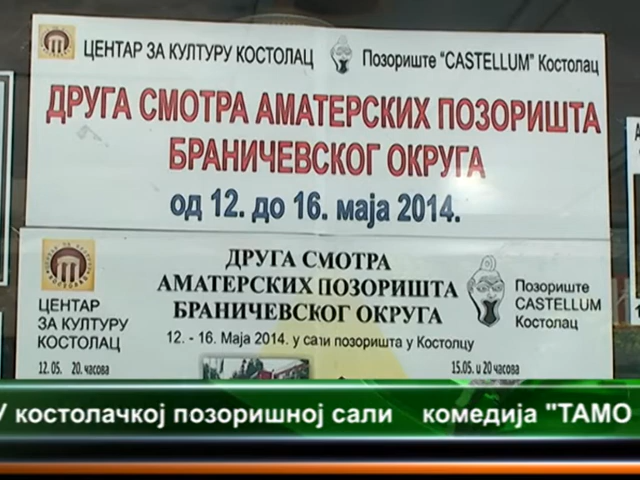 ЦЕНТАР ЗА КУЛТУРУ КОСТОЛАЦ
Позориште "CASTELLUM" Костолац
ДРУГА СМОТРА АМАТЕРСКИХ ПОЗОРИШТА
БРАНИЧЕВСКОГ ОКРУГА
од 12. до 16. маја 2014.
ДРУГА СМОТРА
АМАТЕРСКИХ ПОЗОРИШТА
БРАНИЧЕВСКОГ ОКРУГА
ЦЕНТАР
ЗА КУЛТУРУ
КОСТОЛАЦ
Позориште
CASTELLUM
Костолац
12. - 16. Маја 2014. у сали позоришта у Костолцу
12.05. 20. часова
15.05. и 20 часова
У костолачкој позоришној сали комедија "ТАМО